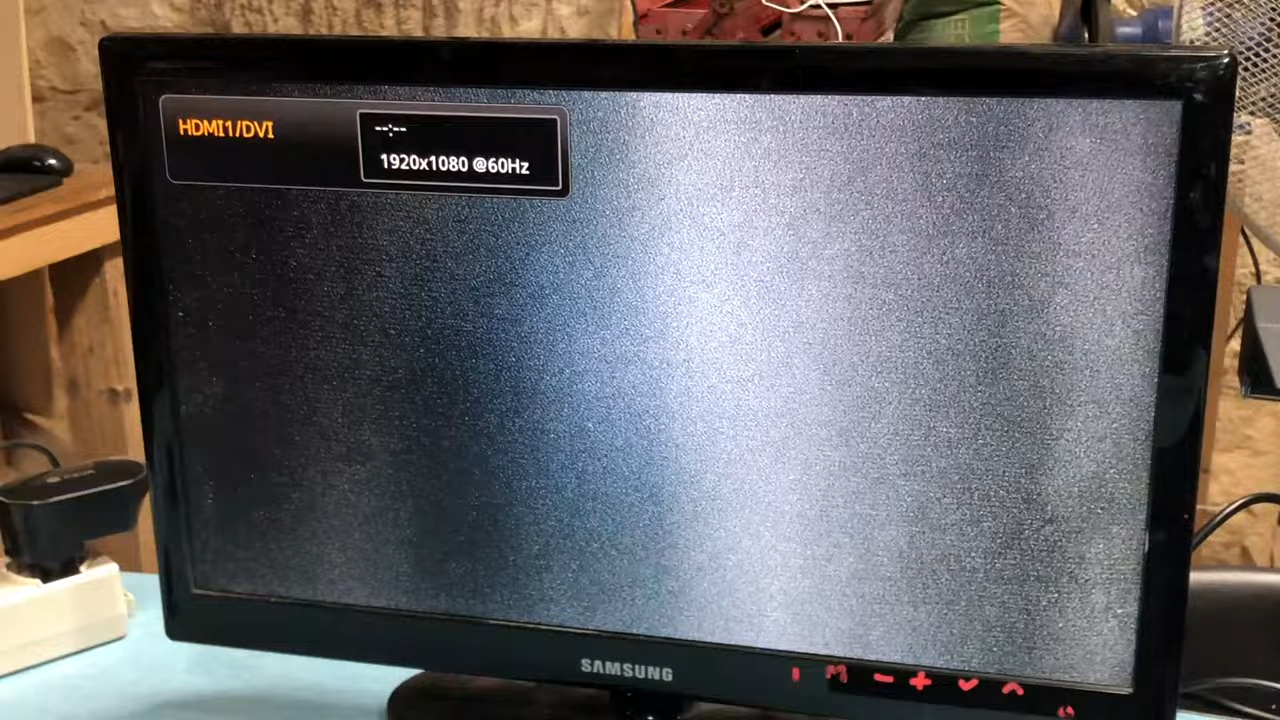 HDMI1/DVI
--:--
1920x1080 @60Hz
SAMSUNG
M - +